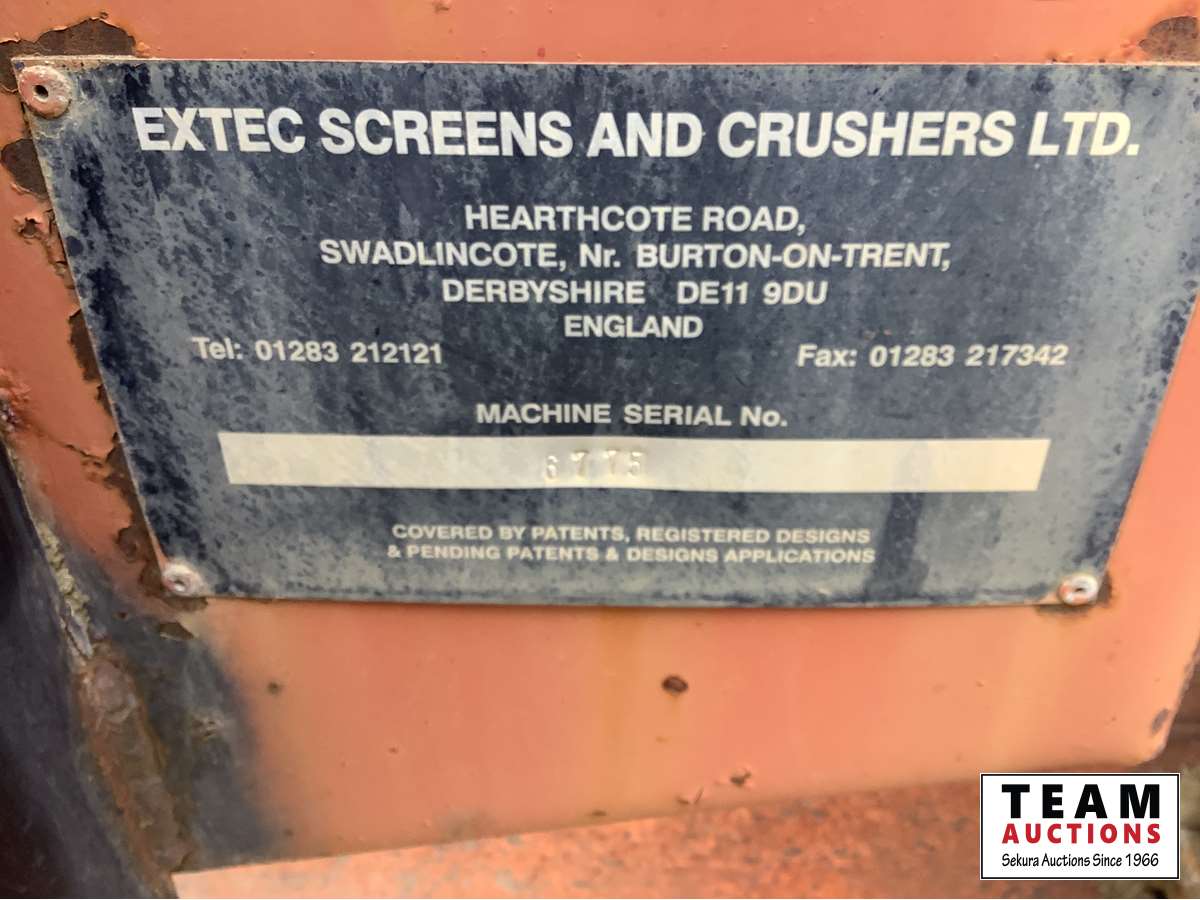 EXTEC SCREENS AND CRUSHERS LTD.
HEARTHCOTE ROAD,
SWADLINCOTE, Nr. BURTON-ON-TRENT,
DERBYSHIRE DE11 9DU
ENGLAND
Tel: 01283 212121 Fax: 01283 217342
MACHINE SERIAL No.
6775
COVERED BY PATENTS, REGISTERED DESIGNS
& PENDING PATENTS & DESIGNS APPLICATIONS
TEAM
AUCTIONS
Sekura Auctions Since 1966